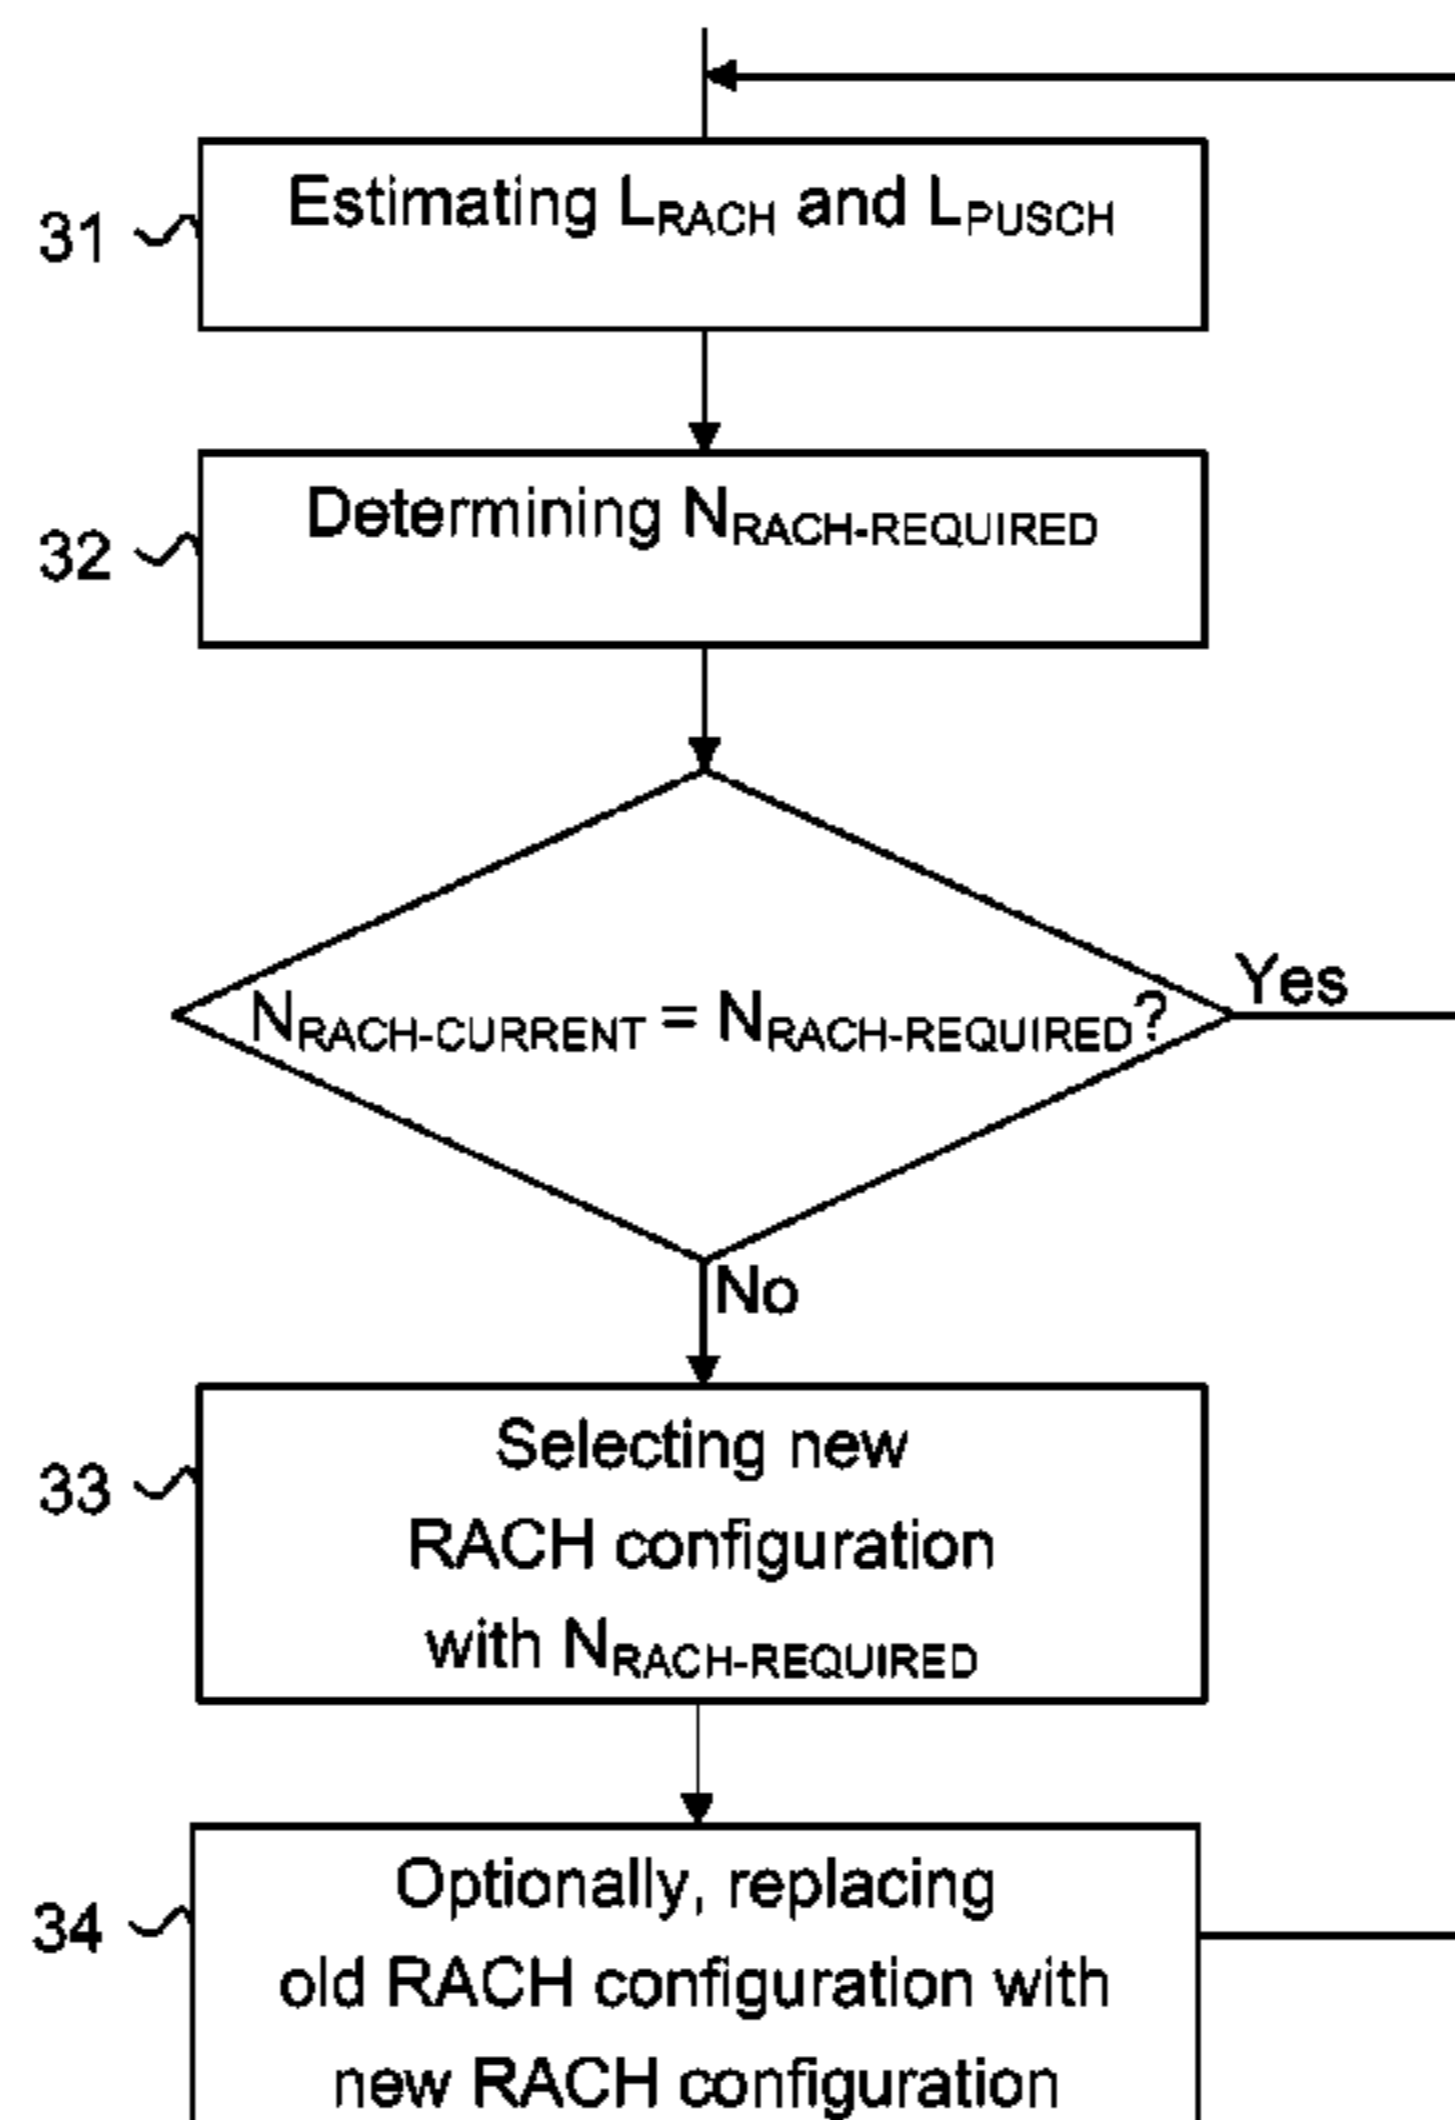 31
Estimating LRACH and LPUSCH
32
Determining NRACH-REQUIRED
NRACH-CURRENT = NRACH-REQUIRED?
Yes
No
33
Selecting new
RACH configuration
with NRACH-REQUIRED
34
Optionally, replacing
old RACH configuration with
new RACH configuration